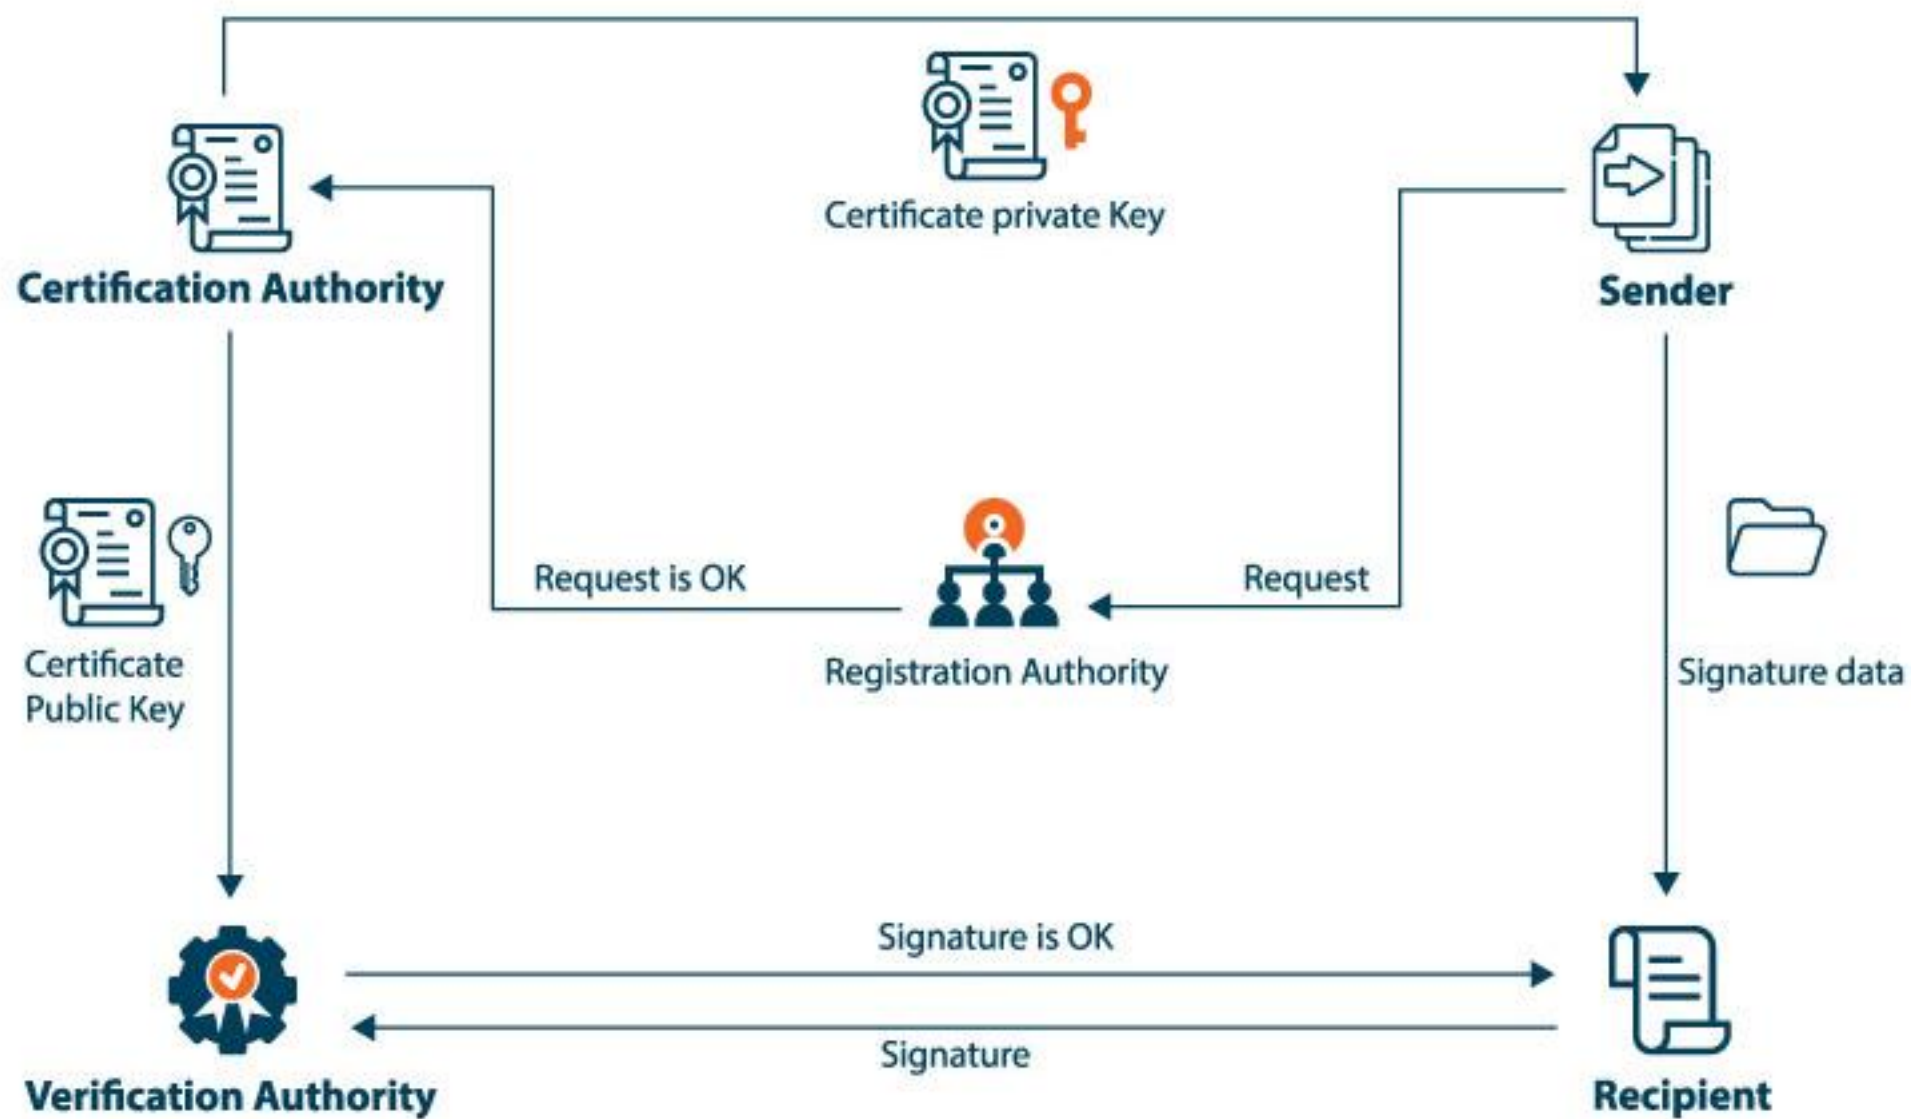 Certificate private Key
Certification Authority
Sender
Request is OK
Request
Registration Authority
Certificate
Public Key
Signature data
Signature is OK
Signature
Verification Authority
Recipient